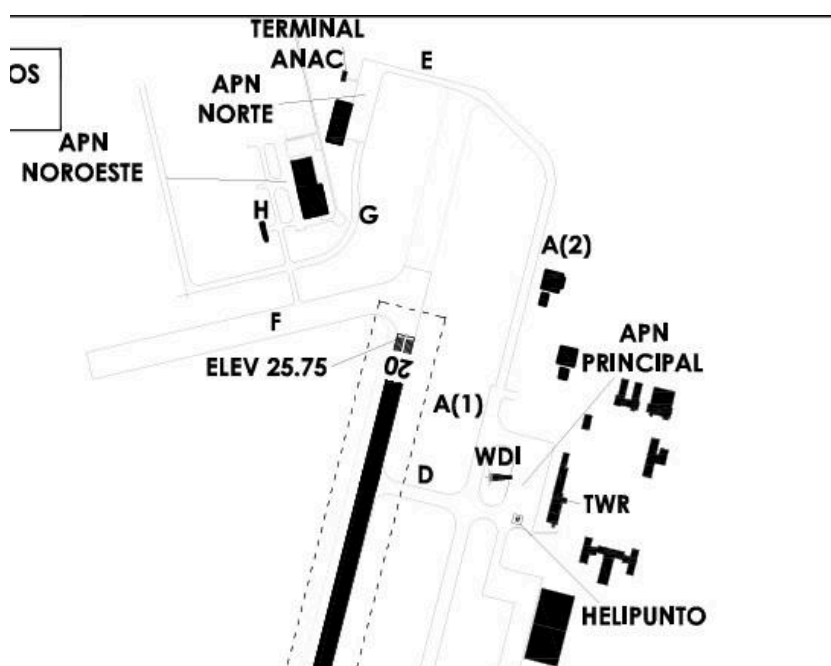 TERMINAL
ANAC
E
OS
APN
NORTE
APN
NOROESTE
H
G
A(2)
F
APN
PRINCIPAL
ELEV 25.75
20
A(1)
WDI
D
TWR
HELIPUNTO